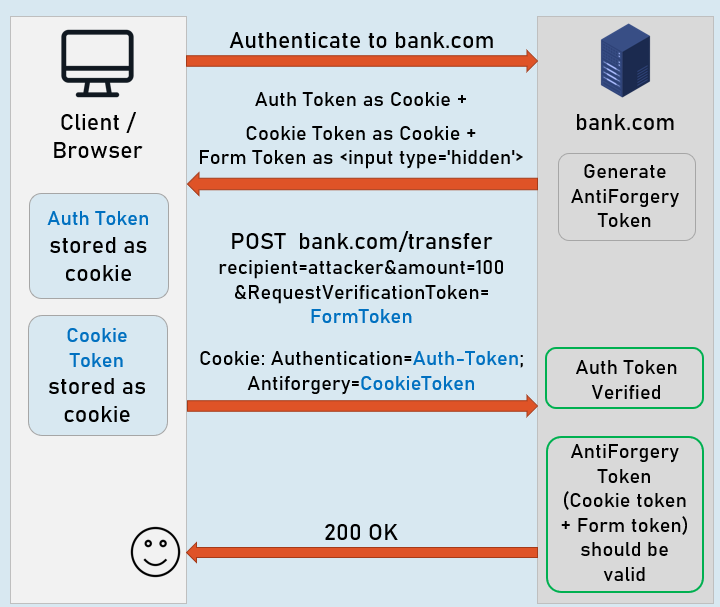 Authenticate to bank.com
Client /
Browser
bank.com
Auth Token as Cookie +
Cookie Token as Cookie +
Form Token as <input type='hidden'>
Generate
AntiForgery
Token
Auth Token
stored as
cookie
POST  bank.com/transfer
recipient=attacker&amount=100
&RequestVerificationToken=
FormToken
Cookie
Token
stored as
cookie
Cookie: Authentication=Auth-Token;
Antiforgery=CookieToken
Auth Token
Verified
AntiForgery
Token
(Cookie token
+ Form token)
should be
valid
200 OK